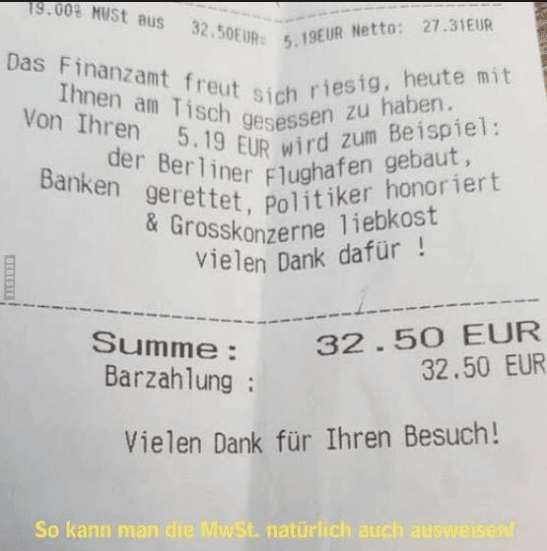 19.00% MWSt aus 32.50EUR= 5.19EUR Netto: 27.31EUR
Das Finanzamt freut sich riesig, heute mit
Ihnen am Tisch gesessen zu haben.
Von Ihren 5.19 EUR wird zum Beispiel:
der Berliner Flughafen gebaut,
Banken gerettet, Politiker honoriert
& Grosskonzerne liebkost
vielen Dank dafür !
Summe: 32.50 EUR
Barzahlung : 32.50 EUR
Vielen Dank für Ihren Besuch!
So kann man die MwSt. natürlich auch ausweisen!